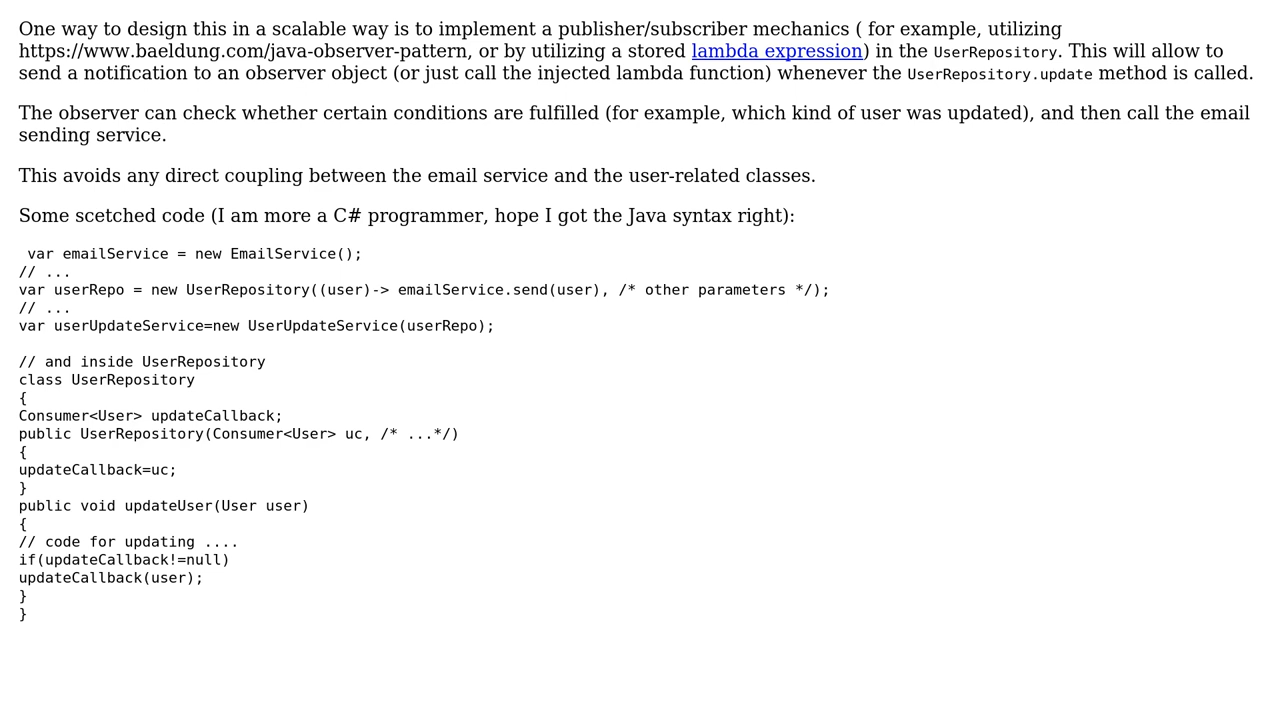 One way to design this in a scalable way is to implement a publisher/subscriber mechanics ( for example, utilizing
https://www.baeldung.com/java-observer-pattern, or by utilizing a stored lambda expression) in the UserRepository. This will allow to
send a notification to an observer object (or just call the injected lambda function) whenever the UserRepository.update method is called.
The observer can check whether certain conditions are fulfilled (for example, which kind of user was updated), and then call the email
sending service.
This avoids any direct coupling between the email service and the user-related classes.
Some scetched code (I am more a C# programmer, hope I got the Java syntax right):
 var emailService = new EmailService();
// ...
var userRepo = new UserRepository((user)-> emailService.send(user), /* other parameters */);
// ...
var userUpdateService=new UserUpdateService(userRepo);

// and inside UserRepository
class UserRepository
{
Consumer<User> updateCallback;
public UserRepository(Consumer<User> uc, /* ...*/)
{
updateCallback=uc;
}
public void updateUser(User user)
{
// code for updating ....
if(updateCallback!=null)
updateCallback(user);
}
}